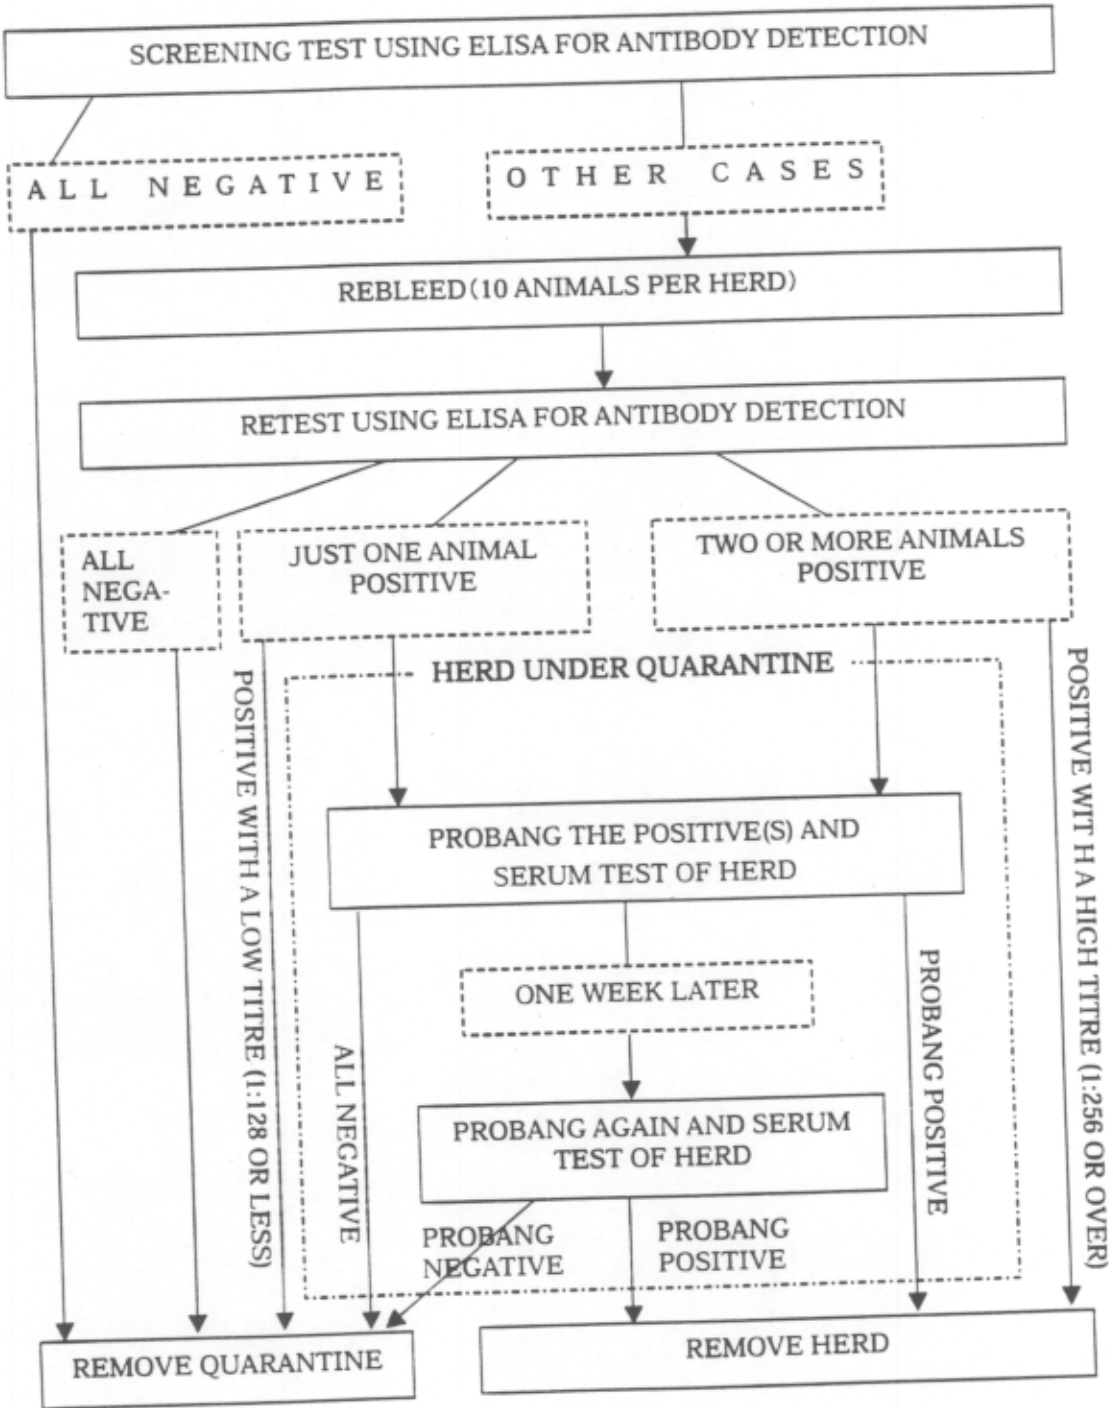 SCREENING TEST USING ELISA FOR ANTIBODY DETECTION
ALL NEGATIVE
OTHER CASES
REBLEED(10 ANIMALS PER HERD)
RETEST USING ELISA FOR ANTIBODY DETECTION
ALL
NEGA-
TIVE
JUST ONE ANIMAL
POSITIVE
TWO OR MORE ANIMALS
POSITIVE
HERD UNDER QUARANTINE
POSITIVE WITH A LOW TITRE (1:128 OR LESS)
POSITIVE WIT H A HIGH TITRE (1:256 OR OVER)
PROBANG THE POSITIVE(S) AND
SERUM TEST OF HERD
ALL NEGATIVE
ONE WEEK LATER
PROBANG POSITIVE
PROBANG AGAIN AND SERUM
TEST OF HERD
PROBANG
NEGATIVE
PROBANG
POSITIVE
REMOVE QUARANTINE
REMOVE HERD